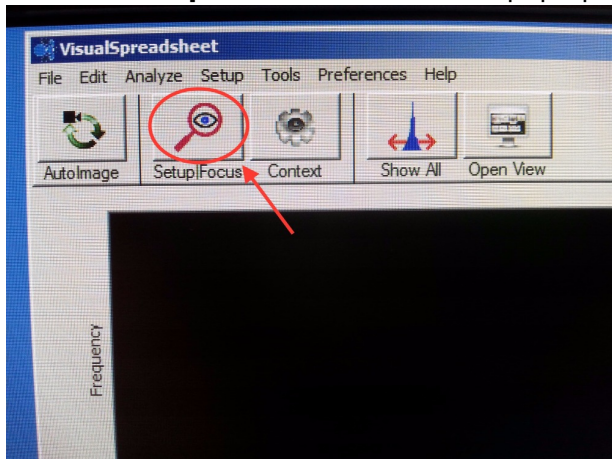 VisualSpreadsheet
File Edit Analyze Setup Tools Preferences Help
AutoImage Setup|Focus Context Show All Open View
Frequency